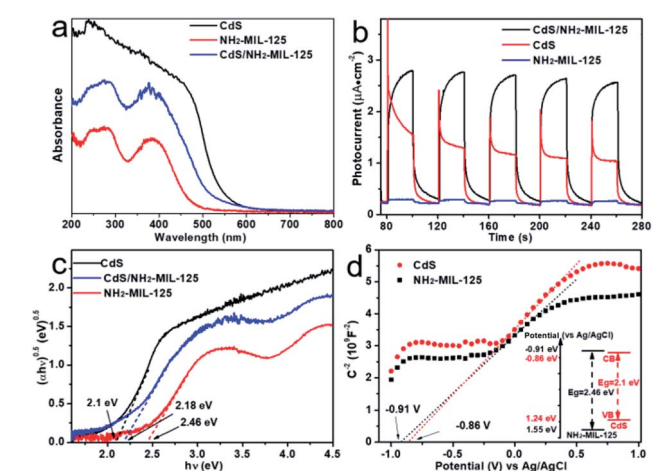 a
CdS
NH₂-MIL-125
CdS/NH₂-MIL-125
Absorbance
200 300 400 500 600 700 800
Wavelength (nm)
b
CdS/NH₂-MIL-125
CdS
NH₂-MIL-125
Photocurrent (μA•cm⁻²)
3
2
1
0
80 120 160 200 240 280
Time (s)
c
CdS
CdS/NH₂-MIL-125
NH₂-MIL-125
(αhν)^0.5 (eV)^0.5
2.0
1.5
1.0
0.5
0.0
2.1 eV
2.18 eV
2.46 eV
2.0 2.5 3.0 3.5 4.0 4.5
hν (eV)
d
CdS
NH₂-MIL-125
C⁻² (10⁹F⁻²)
6
5
4
3
2
1
0
-0.91 V
-0.86 V
Potential (vs Ag/AgCl)
-0.91 eV
-0.86 eV
CB
Eg=2.46 eV
Eg=2.1 eV
1.24 eV
VB
CdS
1.55 eV
NH₂-MIL-125
-1.0 -0.5 0.0 0.5 1.0
Potential (V) vs Ag/AgCl